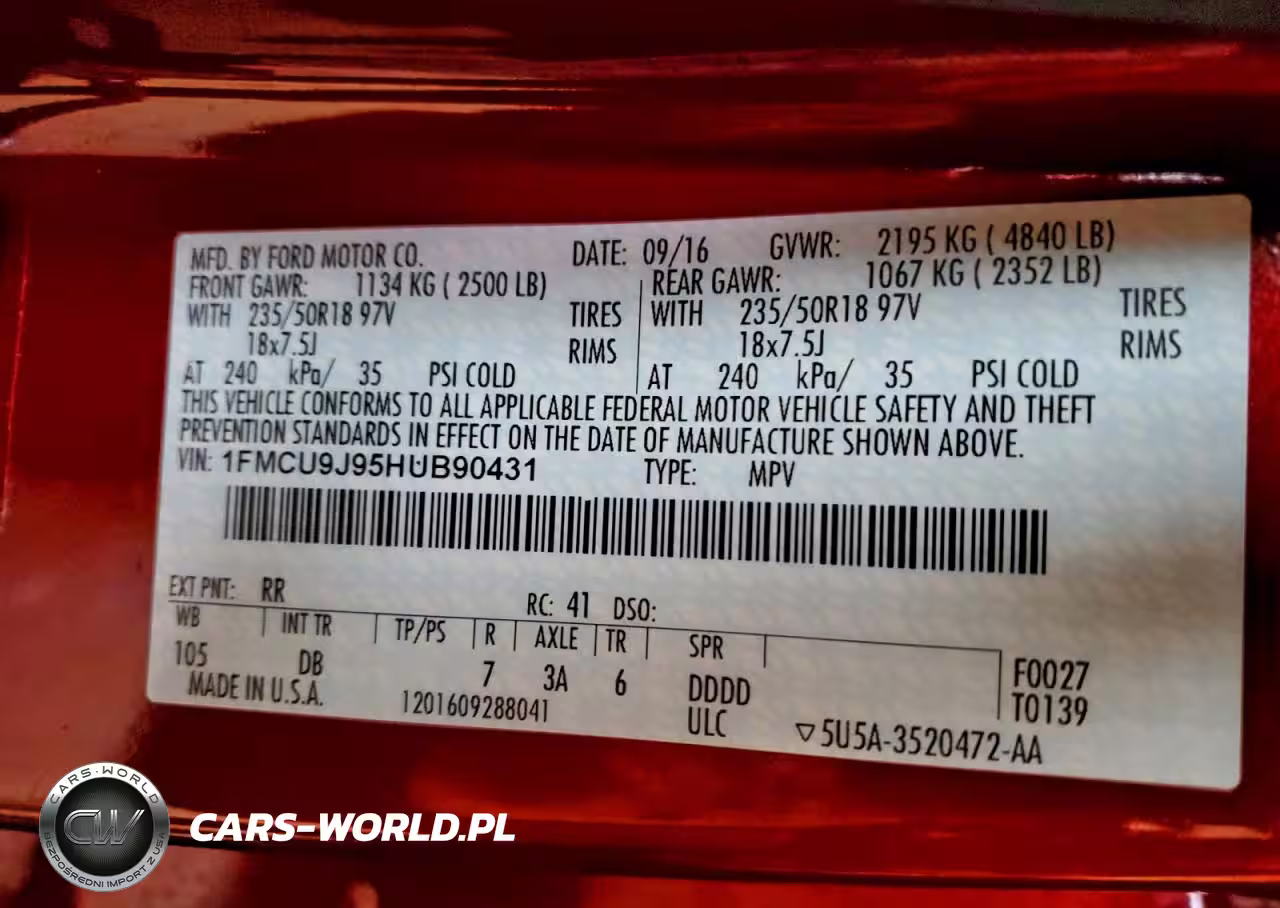 MFD. BY FORD MOTOR CO. DATE: 09/16 GVWR: 2195 KG ( 4840 LB)
FRONT GAWR: 1134 KG ( 2500 LB) REAR GAWR: 1067 KG ( 2352 LB)
WITH 235/50R18 97V TIRES WITH 235/50R18 97V TIRES
18x7.5J RIMS 18x7.5J RIMS
AT 240 kPa/ 35 PSI COLD AT 240 kPa/ 35 PSI COLD
THIS VEHICLE CONFORMS TO ALL APPLICABLE FEDERAL MOTOR VEHICLE SAFETY AND THEFT
PREVENTION STANDARDS IN EFFECT ON THE DATE OF MANUFACTURE SHOWN ABOVE.
VIN: 1FMCU9J95HUB90431 TYPE: MPV
EXT PNT: RR RC: 41 DSO:
WB INT TR TP/PS R AXLE TR SPR
105 DB 7 3A 6 DDDD F0027
MADE IN U.S.A. 1201609288041 ULC T0139
▽5U5A-3520472-AA
CARS-WORLD
CW
BEZPOŚREDNI IMPORT Z USA
CARS-WORLD.PL